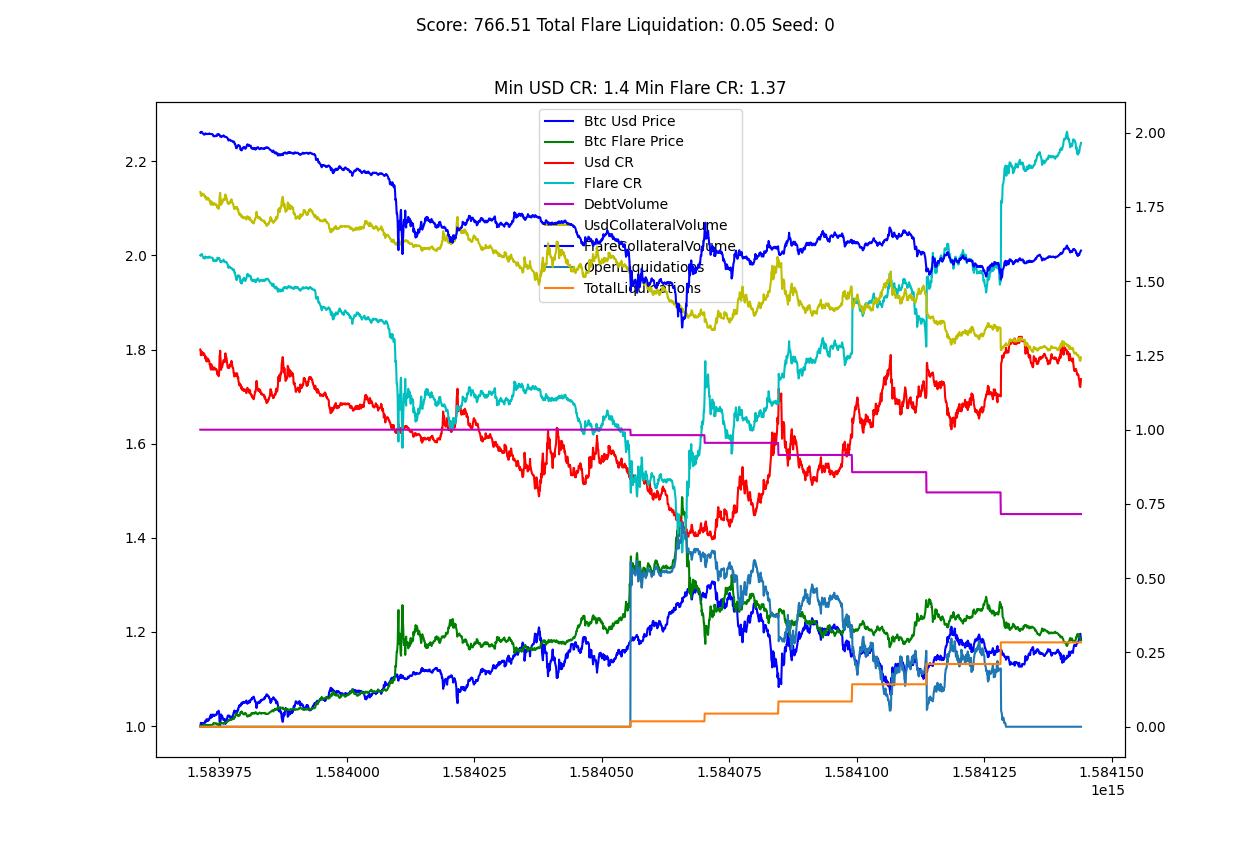 Score: 766.51 Total Flare Liquidation: 0.05 Seed: 0
Min USD CR: 1.4 Min Flare CR: 1.37
Btc Usd Price
Btc Flare Price
Usd CR
Flare CR
DebtVolume
UsdCollateralVolume
FlareCollateralVolume
OpenLiquidations
TotalLiquidations
2.2
2.0
1.8
1.6
1.4
1.2
1.0
2.00
1.75
1.50
1.25
1.00
0.75
0.50
0.25
0.00
1.583975 1.584000 1.584025 1.584050 1.584075 1.584100 1.584125 1.584150
1e15